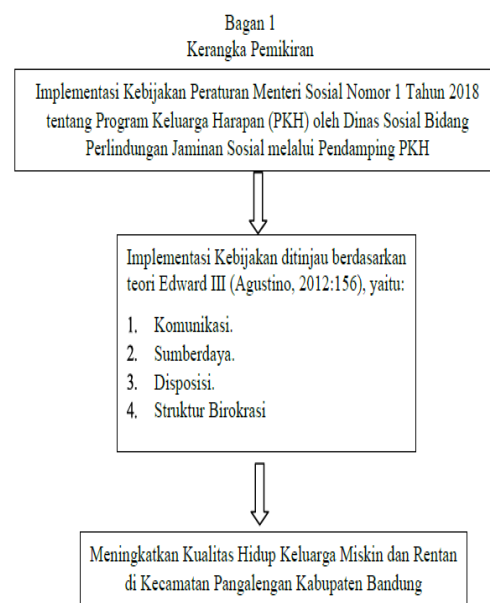 Bagan 1
Kerangka Pemikiran
Implementasi Kebijakan Peraturan Menteri Sosial Nomor 1 Tahun 2018
tentang Program Keluarga Harapan (PKH) oleh Dinas Sosial Bidang
Perlindungan Jaminan Sosial melalui Pendamping PKH
Implementasi Kebijakan ditinjau berdasarkan
teori Edward III (Agustino, 2012:156), yaitu:
1. Komunikasi.
2. Sumberdaya.
3. Disposisi.
4. Struktur Birokrasi
Meningkatkan Kualitas Hidup Keluarga Miskin dan Rentan
di Kecamatan Pangalengan Kabupaten Bandung